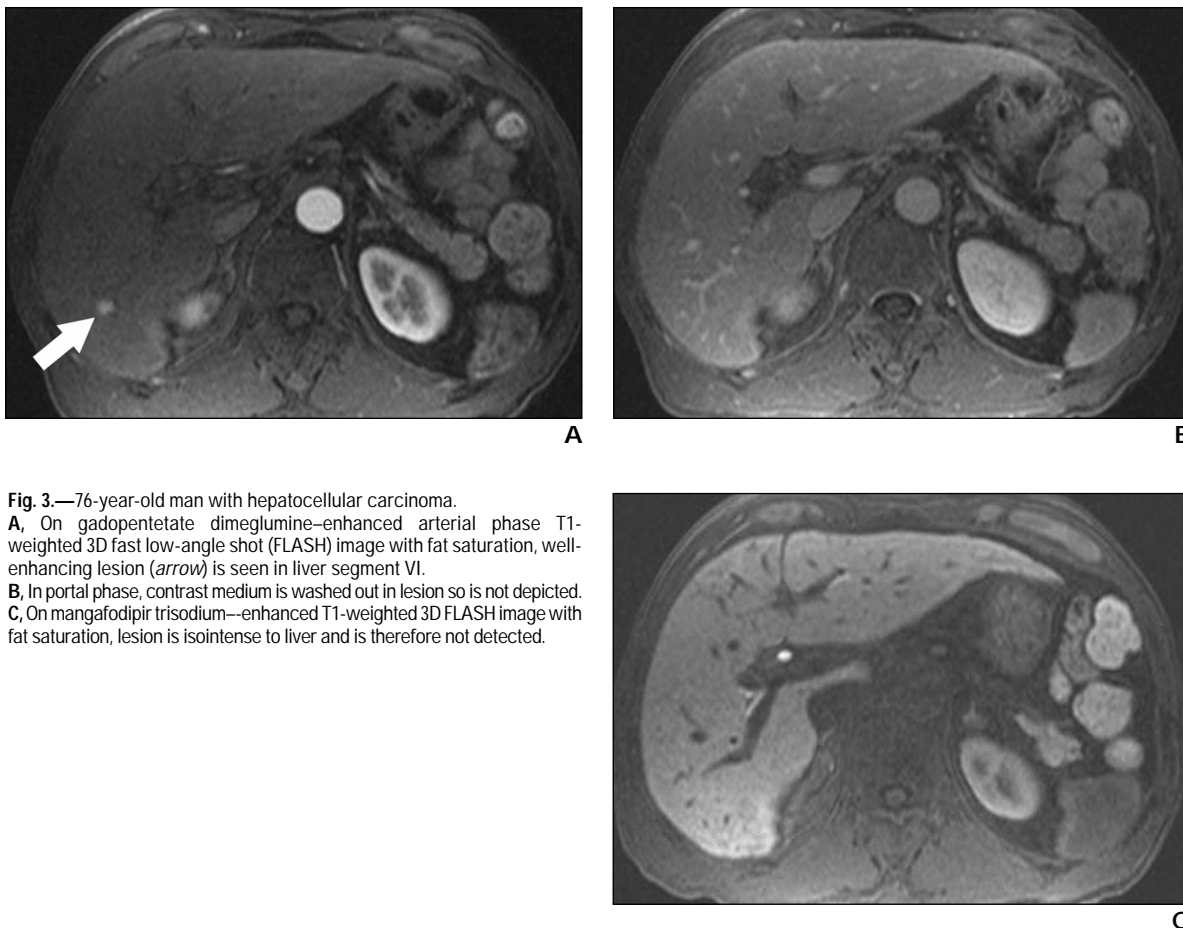 A
B
Fig. 3.—76-year-old man with hepatocellular carcinoma.
A, On gadopentetate dimeglumine–enhanced arterial phase T1-
weighted 3D fast low-angle shot (FLASH) image with fat saturation, well-
enhancing lesion (arrow) is seen in liver segment VI.
B, In portal phase, contrast medium is washed out in lesion so is not depicted.
C, On mangafodipir trisodium–-enhanced T1-weighted 3D FLASH image with
fat saturation, lesion is isointense to liver and is therefore not detected.
C